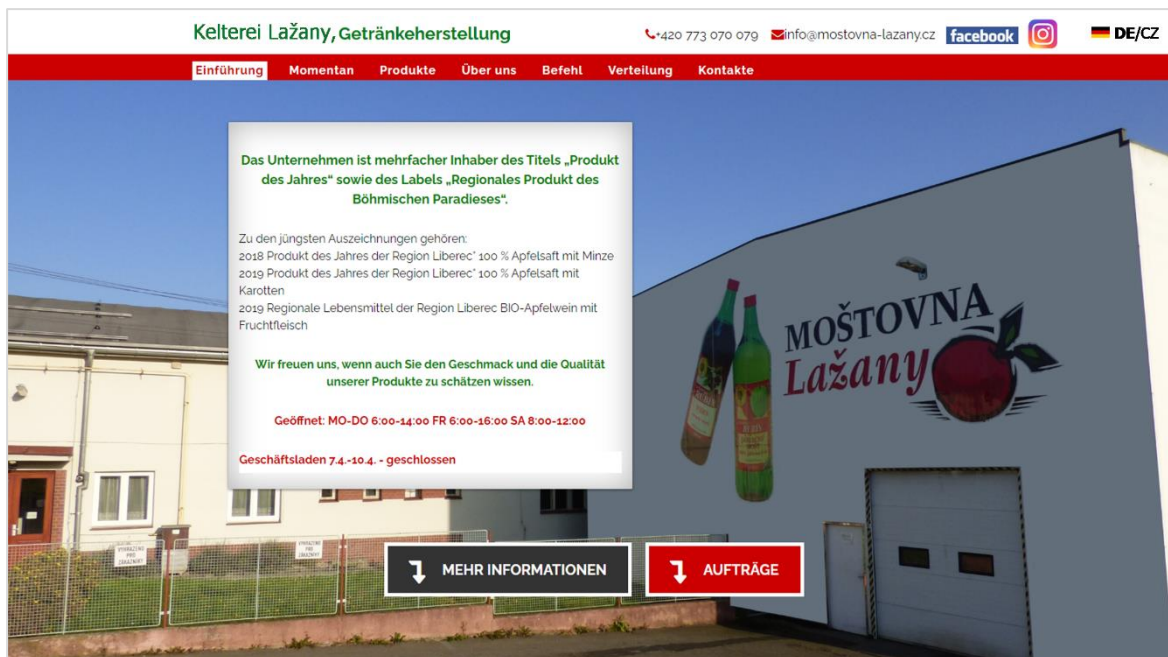 Kelterei Lažany, Getränkeherstellung
+420 773 070 079 info@mostovna-lazany.cz facebook DE/CZ
Einführung Momentan Produkte Über uns Befehl Verteilung Kontakte
Das Unternehmen ist mehrfacher Inhaber des Titels „Produkt
des Jahres“ sowie des Labels „Regionales Produkt des
Böhmischen Paradieses“.
Zu den jüngsten Auszeichnungen gehören:
2018 Produkt des Jahres der Region Liberec* 100 % Apfelsaft mit Minze
2019 Produkt des Jahres der Region Liberec* 100 % Apfelsaft mit
Karotten
2019 Regionale Lebensmittel der Region Liberec BIO-Apfelwein mit
Fruchtfleisch
Wir freuen uns, wenn auch Sie den Geschmack und die Qualität
unserer Produkte zu schätzen wissen.
Geöffnet: MO-DO 6:00-14:00 FR 6:00-16:00 SA 8:00-12:00
Geschäftsladen 7.4.-10.4. - geschlossen
MOŠTOVNA
Lažany
VYHRAZENO
PRO
ZÁKAZNÍKY
MEHR INFORMATIONEN
AUFTRÄGE